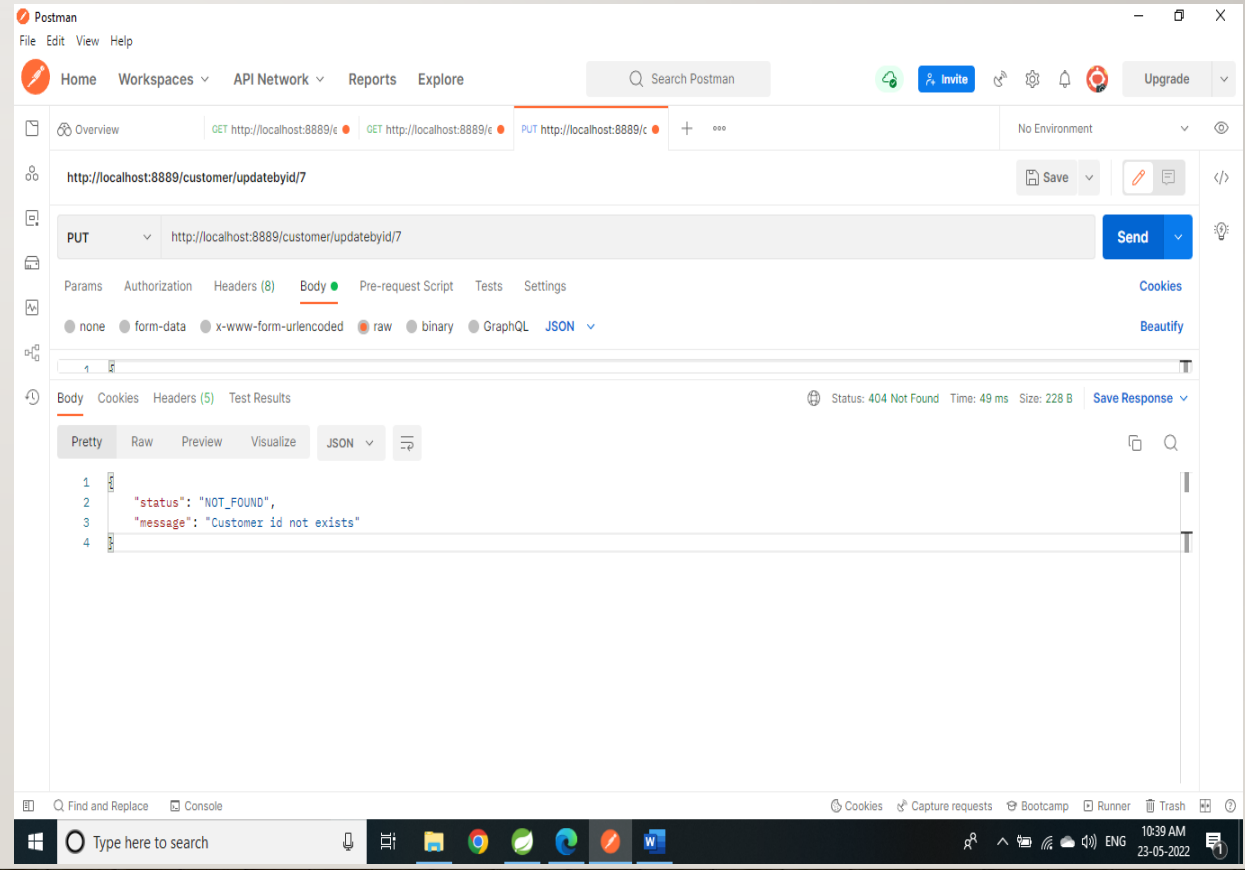 Postman
File Edit View Help
Home Workspaces API Network Reports Explore Search Postman Invite Upgrade
Overview GET http://localhost:8889/e GET http://localhost:8889/e PUT http://localhost:8889/c No Environment
http://localhost:8889/customer/updatebyid/7 Save
PUT http://localhost:8889/customer/updatebyid/7 Send
Params Authorization Headers (8) Body Pre-request Script Tests Settings Cookies
none form-data x-www-form-urlencoded raw binary GraphQL JSON Beautify
1 {
Body Cookies Headers (5) Test Results Status: 404 Not Found Time: 49 ms Size: 228 B Save Response
Pretty Raw Preview Visualize JSON
1 {
2 "status": "NOT_FOUND",
3 "message": "Customer id not exists"
4 }
Find and Replace Console Cookies Capture requests Bootcamp Runner Trash
Type here to search ENG 10:39 AM
23-05-2022 1